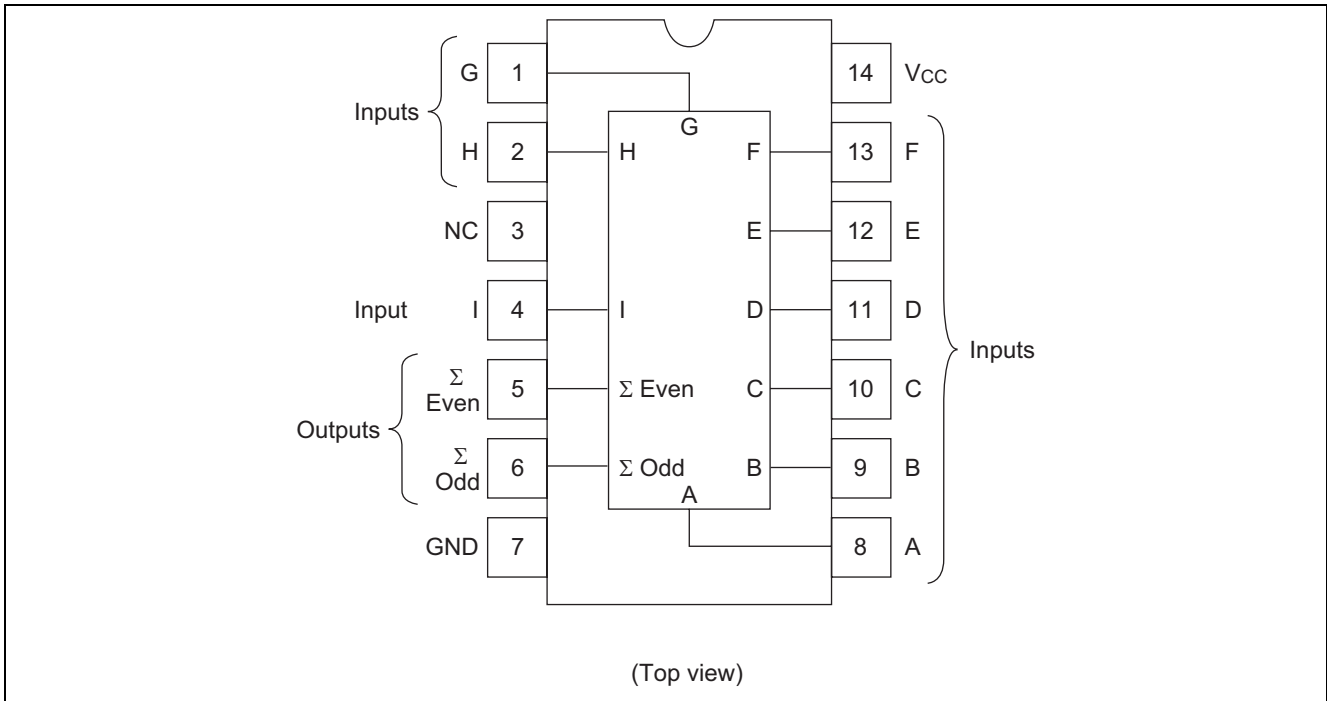 G 1 14 VCC
Inputs
G
H 2 H F 13 F
NC 3 E 12 E
Input I 4 I D 11 D
Inputs
Σ
Even 5 Σ Even C 10 C
Outputs
Σ
Odd 6 Σ Odd B 9 B
A
GND 7 8 A
(Top view)